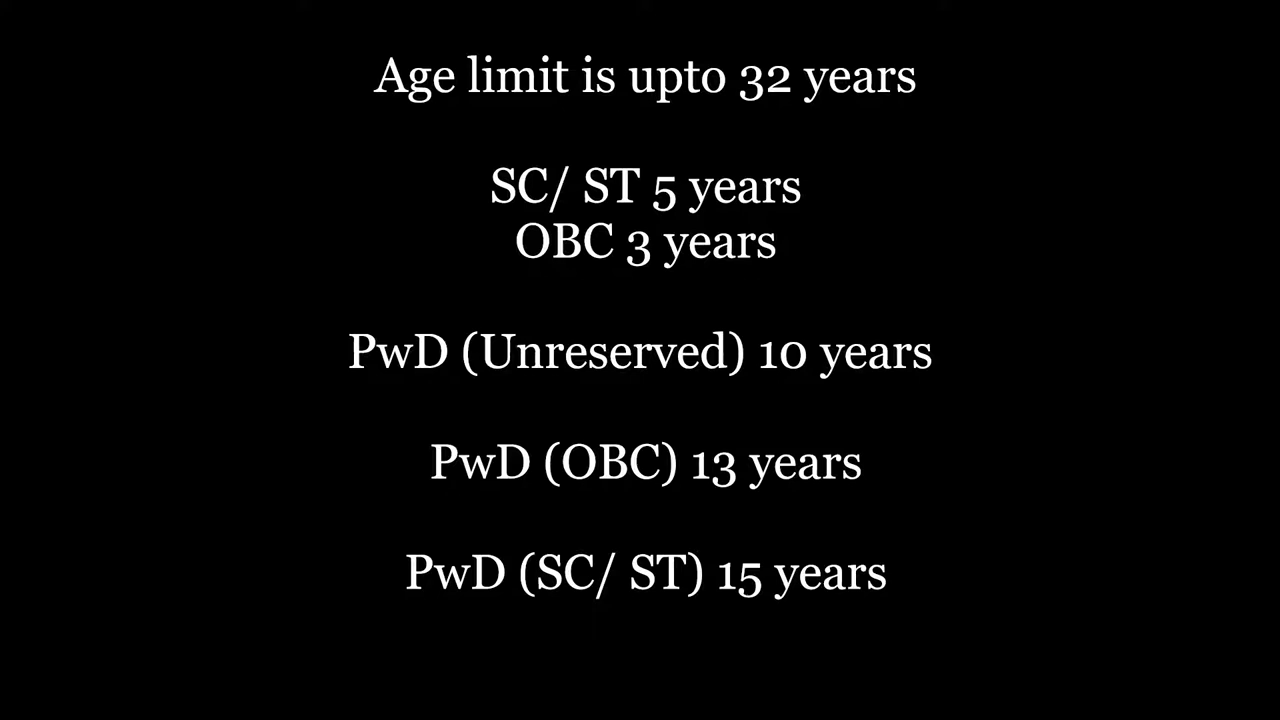 Age limit is upto 32 years
SC/ ST 5 years
OBC 3 years
PwD (Unreserved) 10 years
PwD (OBC) 13 years
PwD (SC/ ST) 15 years